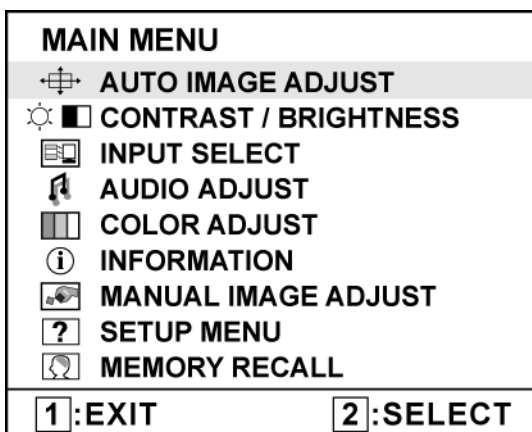 MAIN MENU
AUTO IMAGE ADJUST
CONTRAST / BRIGHTNESS
INPUT SELECT
AUDIO ADJUST
COLOR ADJUST
i INFORMATION
MANUAL IMAGE ADJUST
? SETUP MENU
MEMORY RECALL
1:EXIT 2:SELECT